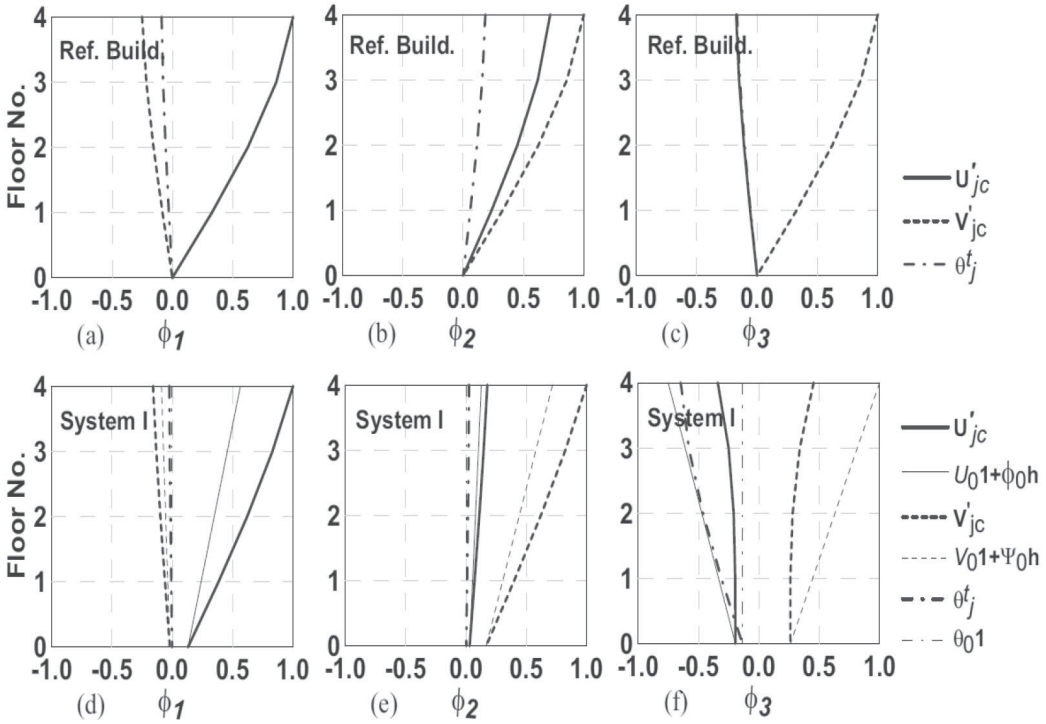 Floor No.
4
3
2
1
0
Ref. Build.
-1.0 -0.5 0.0 0.5 1.0
(a) ϕ1
4
3
2
1
0
Ref. Build.
-1.0 -0.5 0.0 0.5 1.0
(b) ϕ2
4
3
2
1
0
Ref. Build.
-1.0 -0.5 0.0 0.5 1.0
(c) ϕ3
U'jc
V'jc
θtj
Floor No.
4
3
2
1
0
System I
-1.0 -0.5 0.0 0.5 1.0
(d) ϕ1
4
3
2
1
0
System I
-1.0 -0.5 0.0 0.5 1.0
(e) ϕ2
4
3
2
1
0
System I
-1.0 -0.5 0.0 0.5 1.0
(f) ϕ3
U'jc
U01+ϕ0h
V'jc
V01+Ψ0h
θtj
θ01